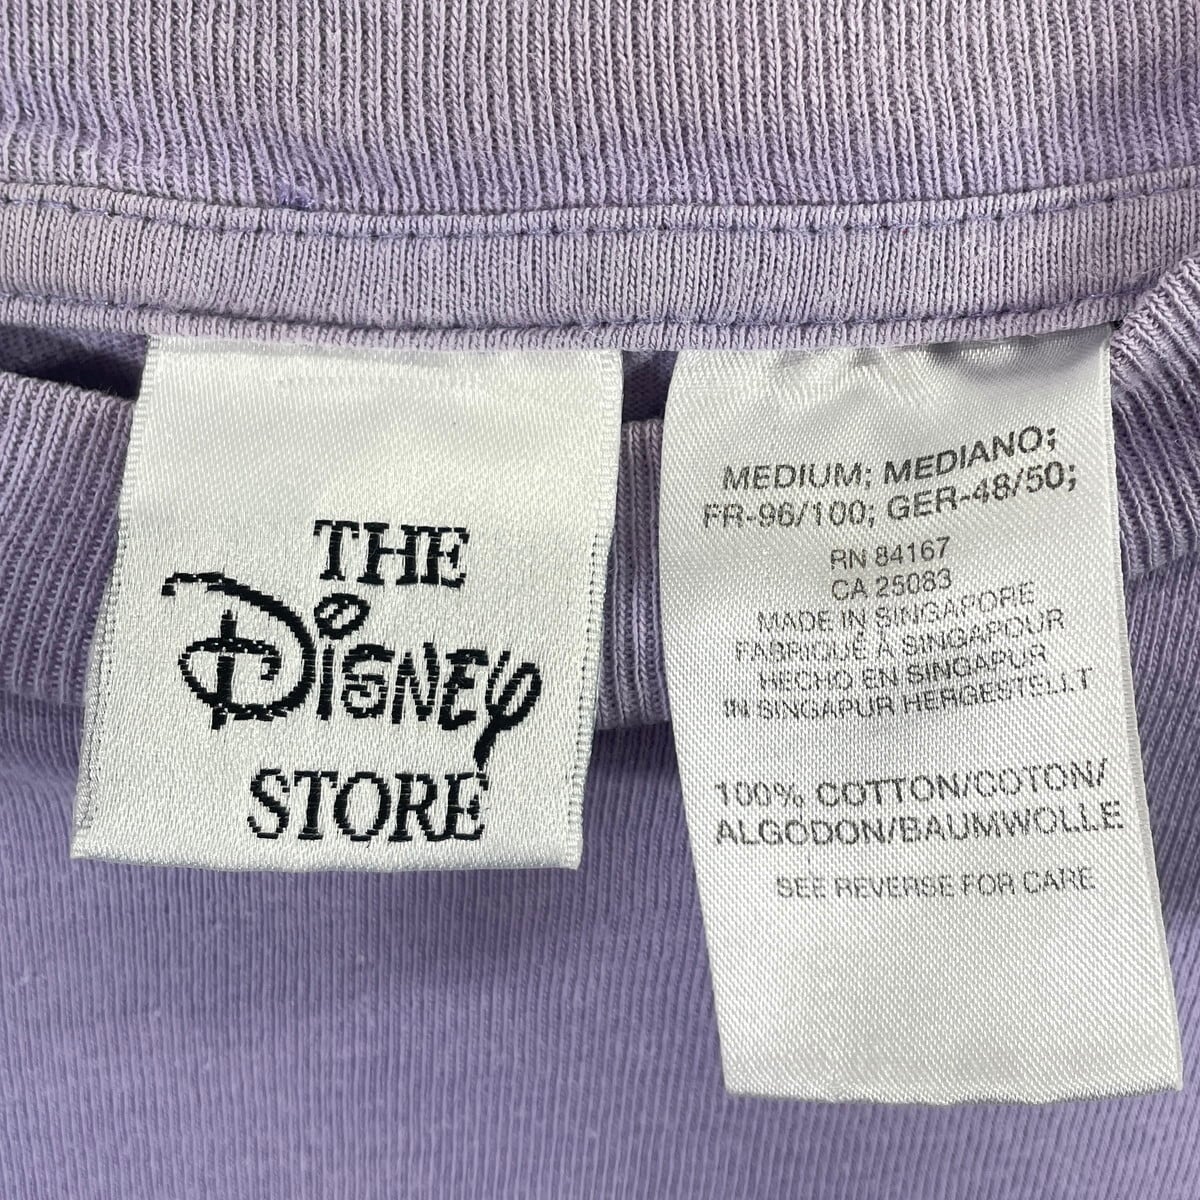 THE
Disney
STORE
MEDIUM; MEDIANO;
FR-96/100; GER-48/50;
RN 84167
CA 25083
MADE IN SINGAPORE
FABRIQUÉ À SINGAPOUR
HECHO EN SINGAPUR
IN SINGAPUR HERGESTELLT
100% COTTON/COTON/
ALGODON/BAUMWOLLE
SEE REVERSE FOR CARE